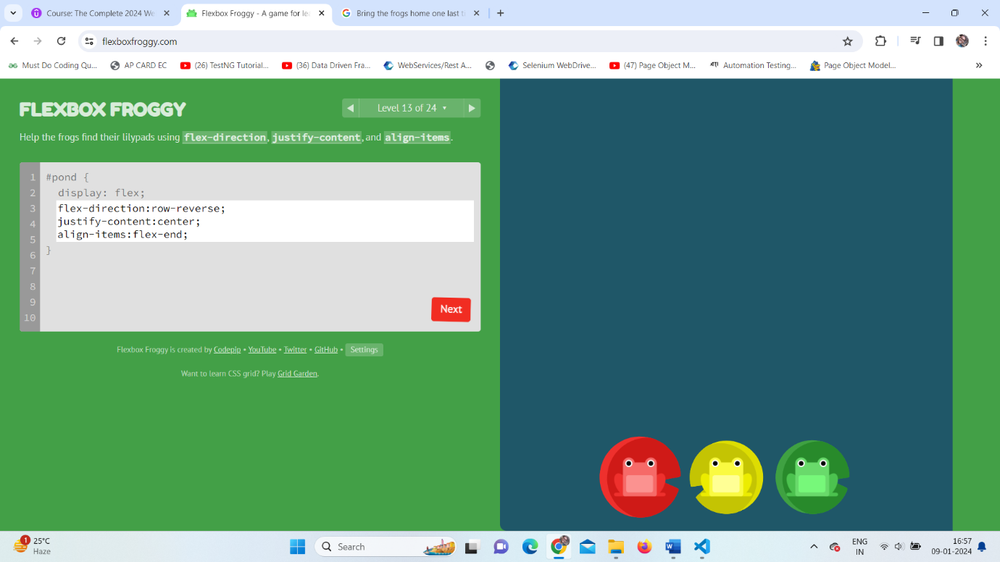 Course: The Complete 2024 We
Flexbox Froggy - A game for lea
Bring the frogs home one last ti
flexboxfroggy.com
Must Do Coding Qu...
AP CARD EC
(26) TestNG Tutorial...
(36) Data Driven Fra...
WebServices/Rest A...
Selenium WebDrive...
(47) Page Object M...
Automation Testing...
Page Object Model...
FLEXBOX FROGGY
Level 13 of 24
Help the frogs find their lilypads using flex-direction, justify-content, and align-items.
1 #pond {
2 display: flex;
3 flex-direction:row-reverse;
4 justify-content:center;
5 align-items:flex-end;
6 }
7
8
9
10
Next
Flexbox Froggy is created by Codepip • YouTube • Twitter • GitHub • Settings
Want to learn CSS grid? Play Grid Garden.
1
25°C
Haze
Search
ENG
IN
16:57
09-01-2024